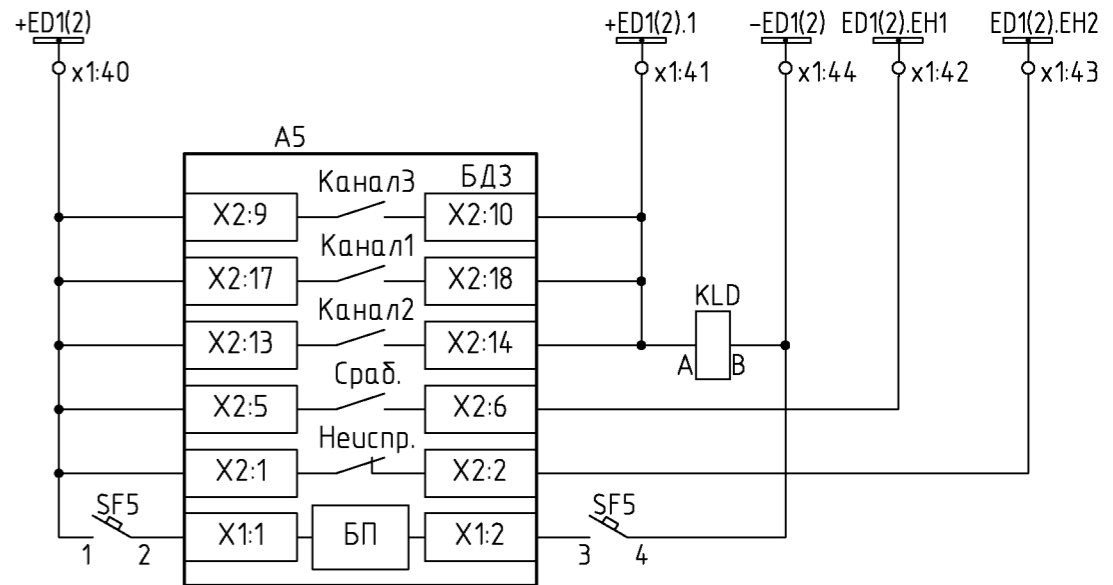 +ED1(2) +ED1(2).1 −ED1(2) ED1(2).EH1 ED1(2).EH2
x1:40 x1:41 x1:44 x1:42 x1:43
A5
Канал3 БДЗ
X2:9 X2:10
Канал1
X2:17 X2:18
Канал2 KLD
X2:13 X2:14 A B
Сраб.
X2:5 X2:6
Неиспр.
X2:1 X2:2
SF5 SF5
1 2 X1:1 БП X1:2 3 4